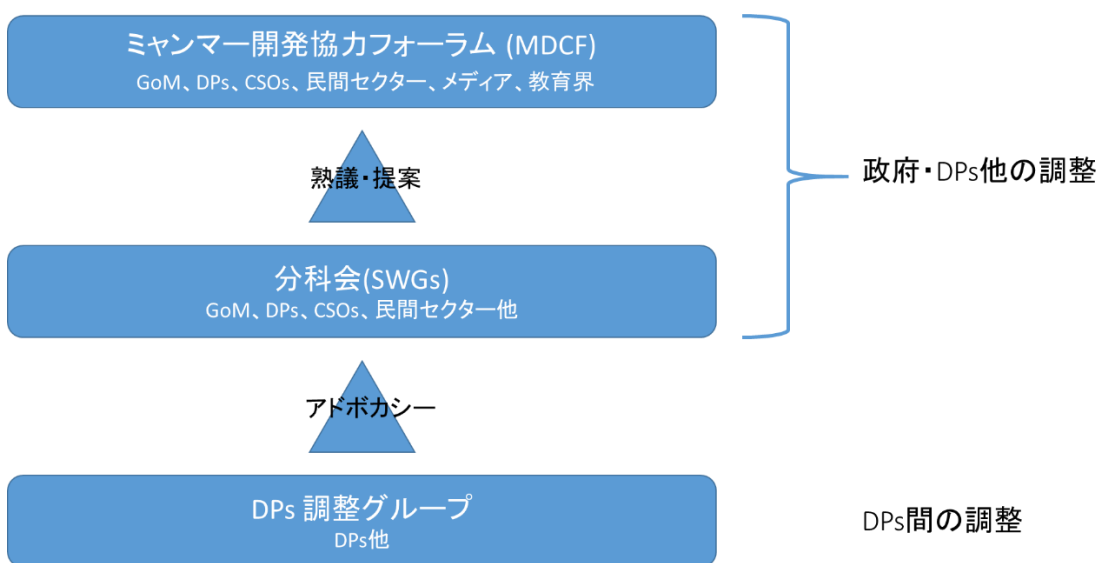 ミャンマー開発協力フォーラム (MDCF)
GoM、DPs、CSOs、民間セクター、メディア、教育界
熟議・提案
政府・DPs他の調整
分科会(SWGs)
GoM、DPs、CSOs、民間セクター他
アドボカシー
DPs 調整グループ
DPs他
DPs間の調整